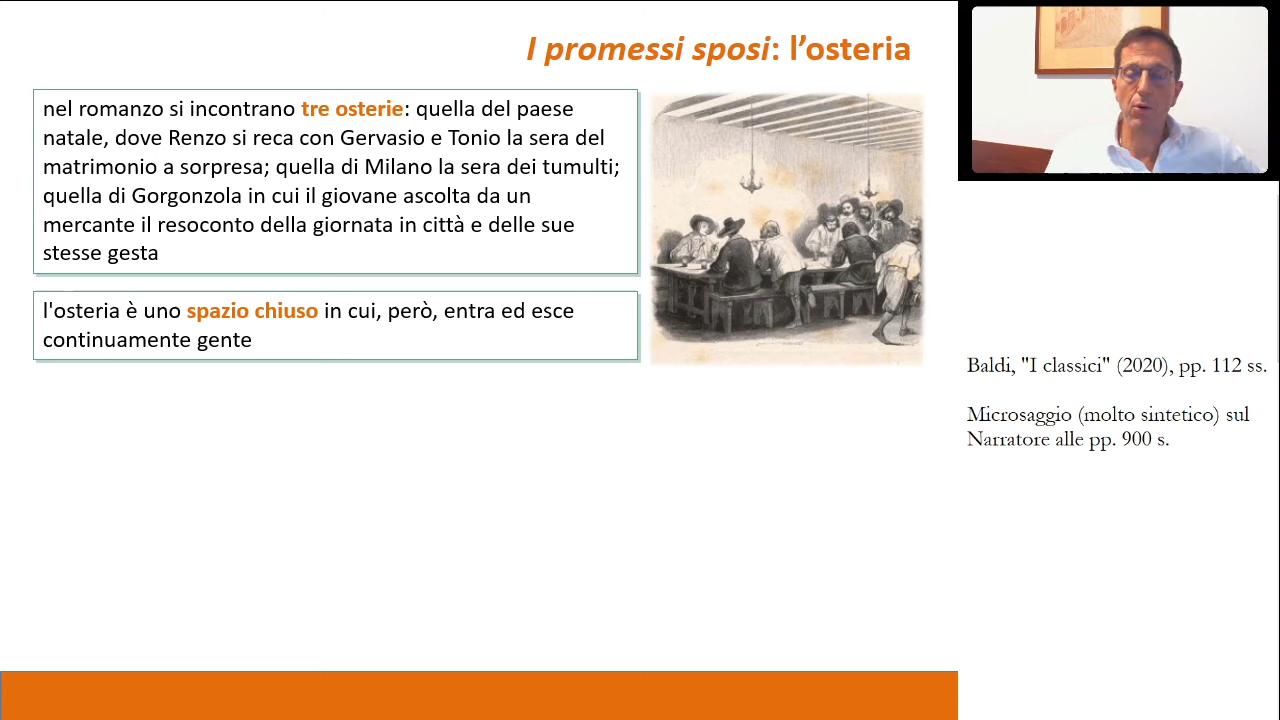 I promessi sposi: l’osteria
nel romanzo si incontrano tre osterie: quella del paese
natale, dove Renzo si reca con Gervasio e Tonio la sera del
matrimonio a sorpresa; quella di Milano la sera dei tumulti;
quella di Gorgonzola in cui il giovane ascolta da un
mercante il resoconto della giornata in città e delle sue
stesse gesta
l'osteria è uno spazio chiuso in cui, però, entra ed esce
continuamente gente
Baldi, "I classici" (2020), pp. 112 ss.
Microsaggio (molto sintetico) sul
Narratore alle pp. 900 s.